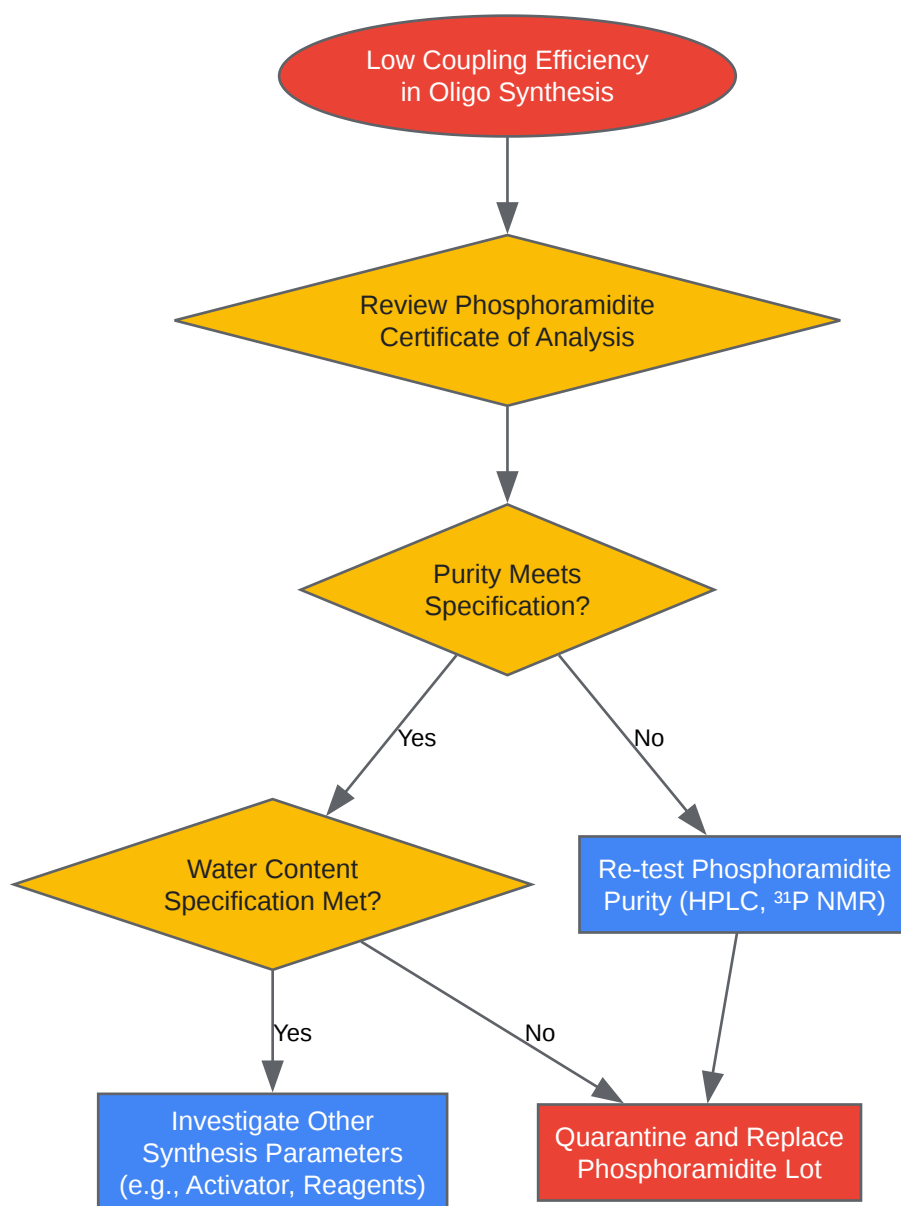 Low Coupling Efficiency
in Oligo Synthesis
Review Phosphoramidite
Certificate of Analysis
Purity Meets
Specification?
Yes
No
Water Content
Specification Met?
Re-test Phosphoramidite
Purity (HPLC, ³¹P NMR)
Yes
No
Investigate Other
Synthesis Parameters
(e.g., Activator, Reagents)
Quarantine and Replace
Phosphoramidite Lot